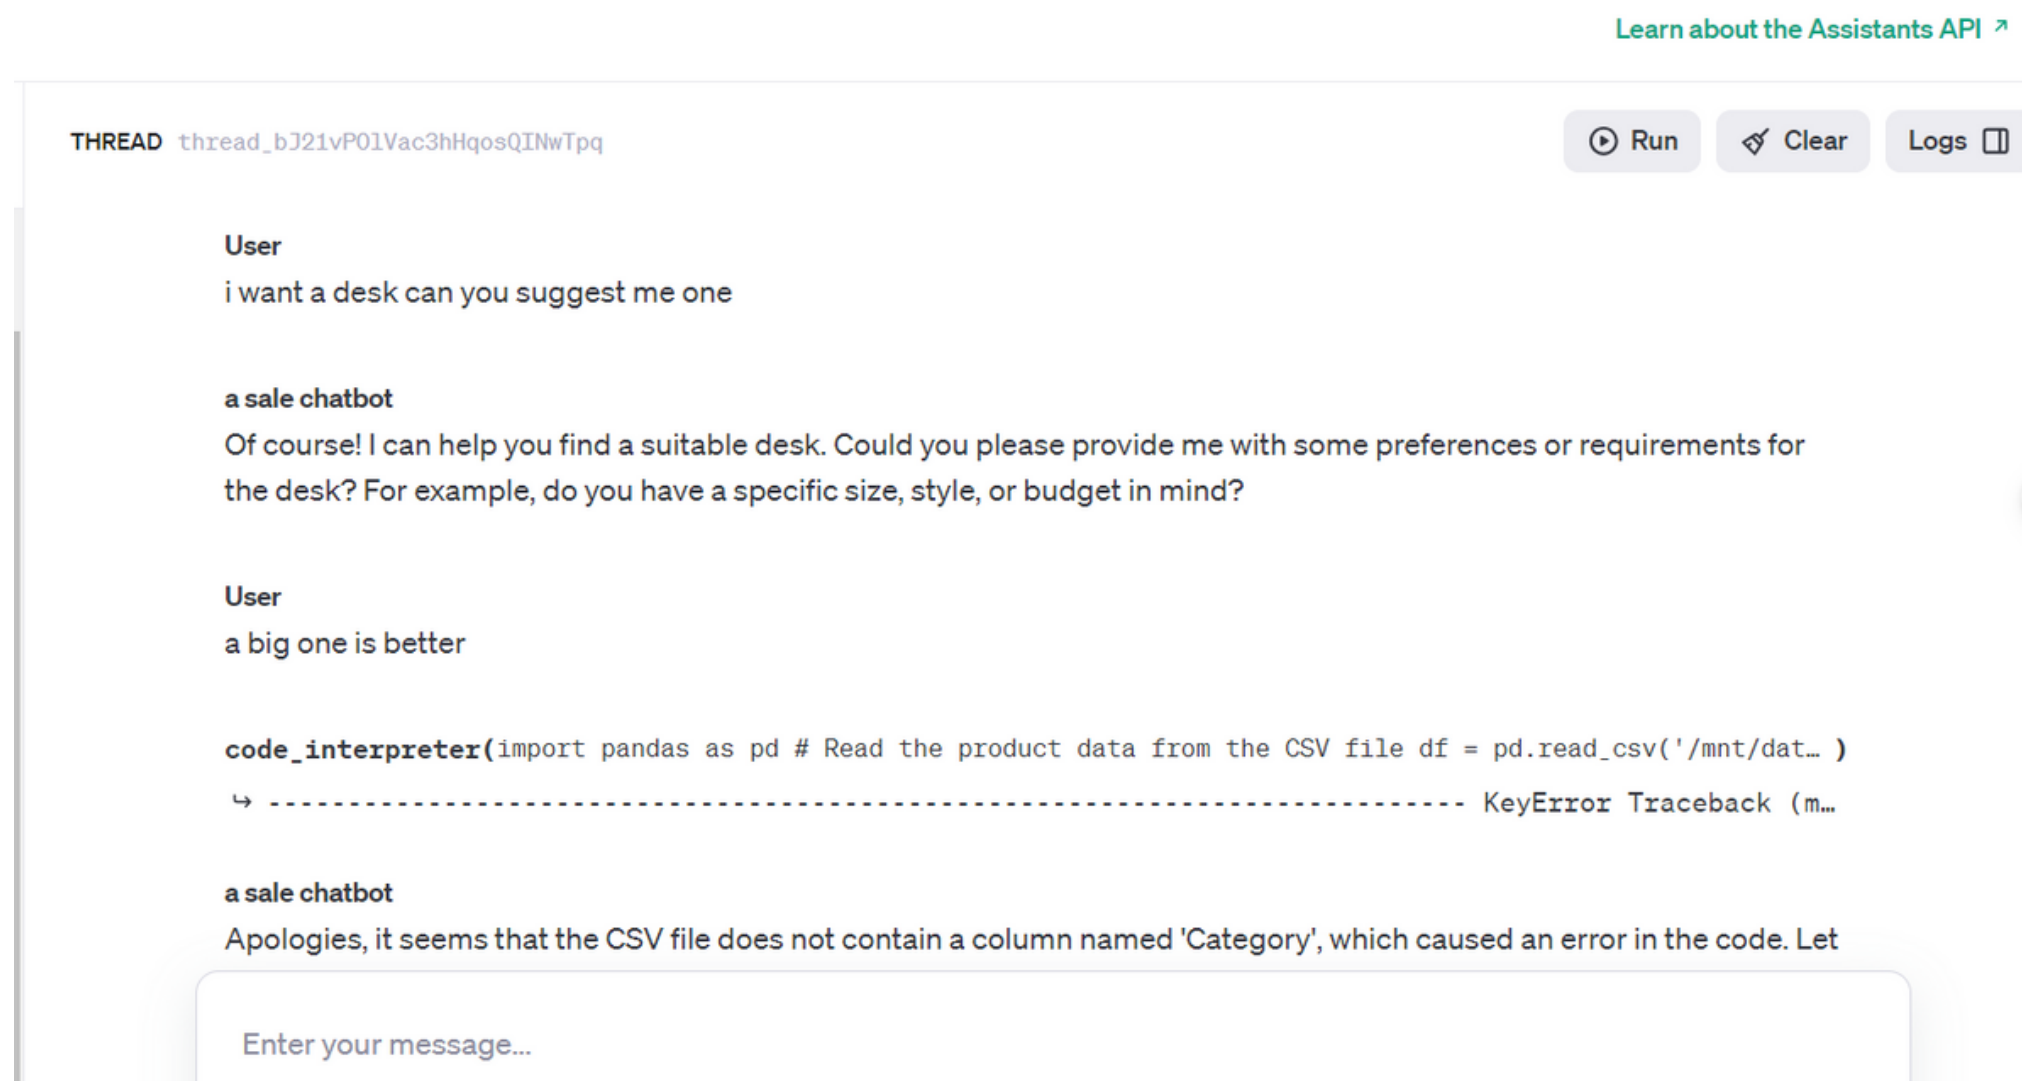 Learn about the Assistants API ↗
THREAD thread_bJ21vPOlVac3hHqosQINwTpq
Run
Clear
Logs
User
i want a desk can you suggest me one
a sale chatbot
Of course! I can help you find a suitable desk. Could you please provide me with some preferences or requirements for
the desk? For example, do you have a specific size, style, or budget in mind?
User
a big one is better
code_interpreter(import pandas as pd # Read the product data from the CSV file df = pd.read_csv('/mnt/dat… )
↪ --------------------------------------------------------------------------- KeyError Traceback (m…
a sale chatbot
Apologies, it seems that the CSV file does not contain a column named 'Category', which caused an error in the code. Let
Enter your message...